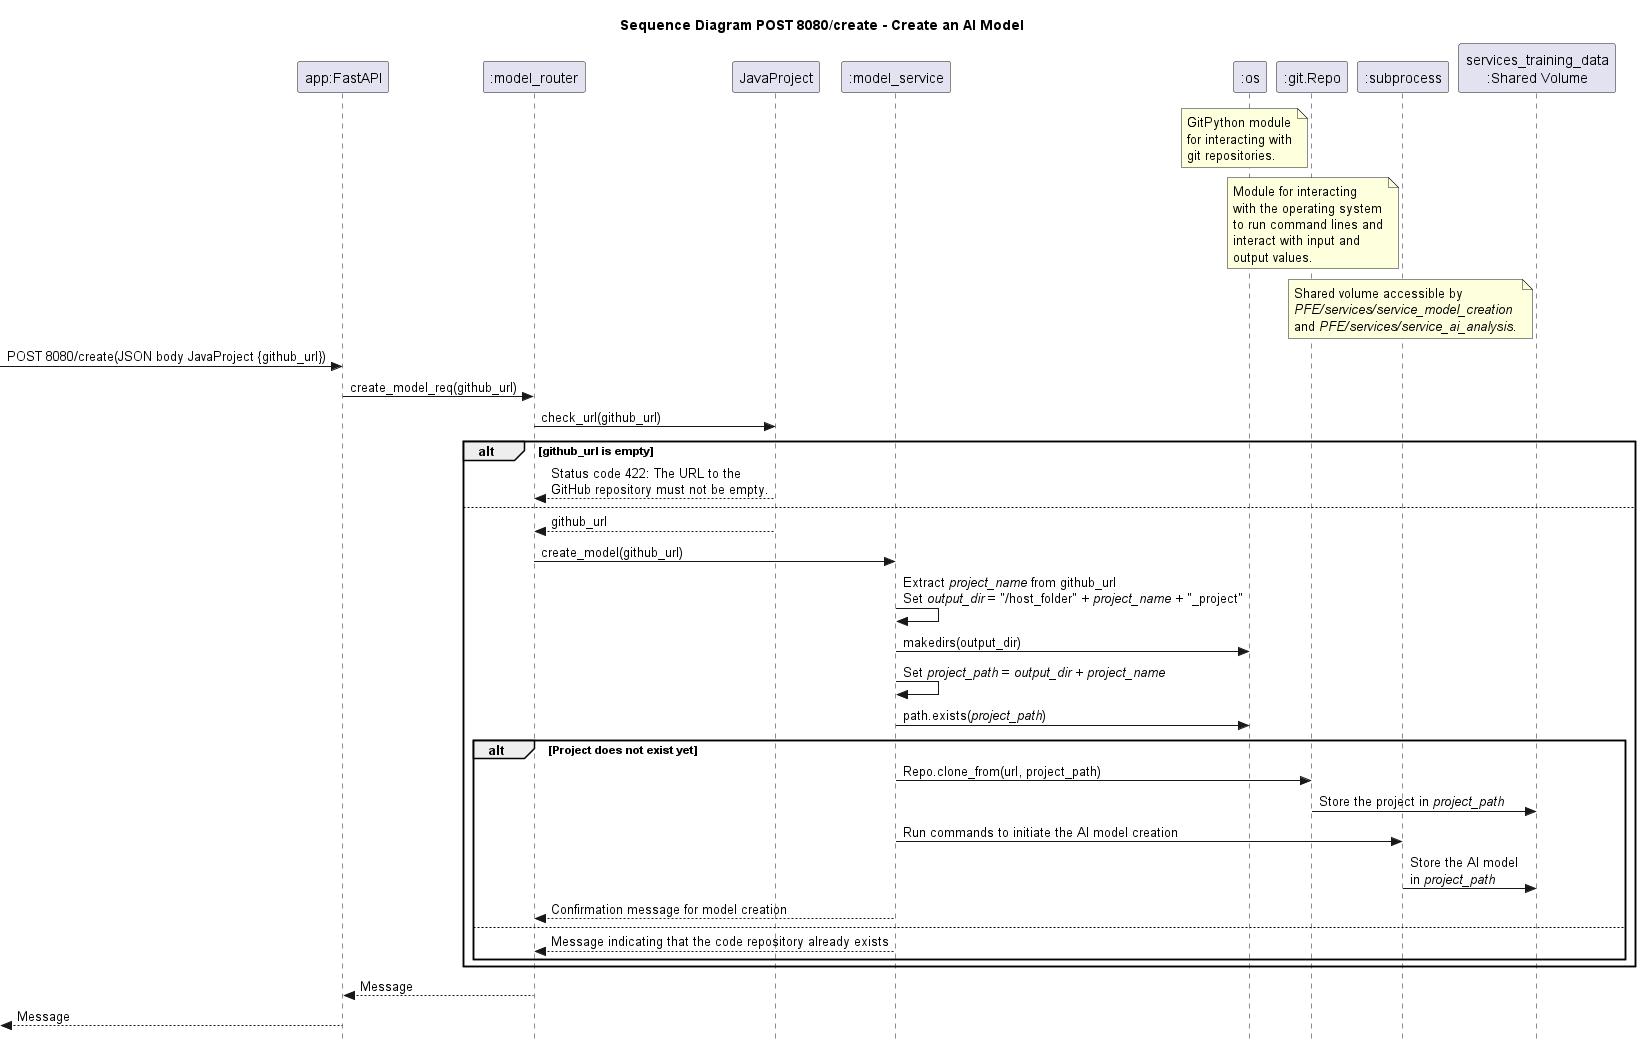 Sequence Diagram POST 8080/create - Create an AI Model
app:FastAPI
:model_router
JavaProject
:model_service
:os
:git.Repo
:subprocess
services_training_data
:Shared Volume
GitPython module
for interacting with
git repositories.
Module for interacting
with the operating system
to run command lines and
interact with input and
output values.
Shared volume accessible by
PFE/services/service_model_creation
and PFE/services/service_ai_analysis.
POST 8080/create(JSON body JavaProject {github_url})
create_model_req(github_url)
check_url(github_url)
alt [github_url is empty]
Status code 422: The URL to the
GitHub repository must not be empty.
github_url
create_model(github_url)
Extract project_name from github_url
Set output_dir = "/host_folder" + project_name + "_project"
makedirs(output_dir)
Set project_path = output_dir + project_name
path.exists(project_path)
alt [Project does not exist yet]
Repo.clone_from(url, project_path)
Store the project in project_path
Run commands to initiate the AI model creation
Store the AI model
in project_path
Confirmation message for model creation
Message indicating that the code repository already exists
Message
Message